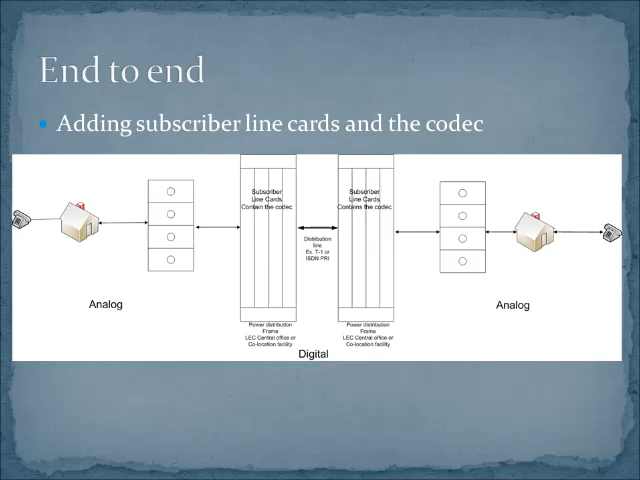 End to end
Adding subscriber line cards and the codec
Subscriber
Line Cards
Contain the codec
Subscriber
Line Cards
Contains the codec
Distribution
line
Ex. T-1 or
ISDN PRI
Analog
Analog
Power distribution
Frame
LEC Central office or
Co-location facility
Power distribution
Frame
LEC Central office or
Co-location facility
Digital